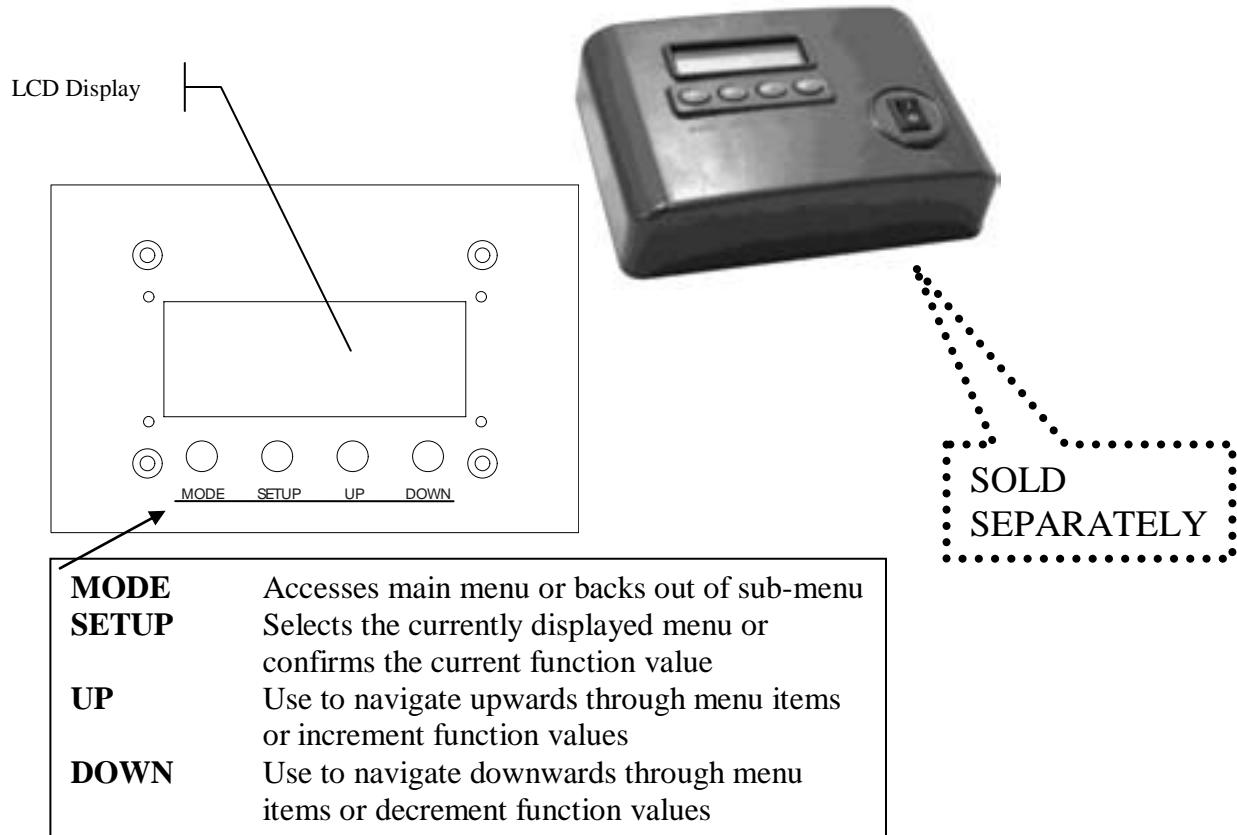 LCD Display
MODE SETUP UP DOWN
SOLD
SEPARATELY
MODE Accesses main menu or backs out of sub-menu
SETUP Selects the currently displayed menu or
confirms the current function value
UP Use to navigate upwards through menu items
or increment function values
DOWN Use to navigate downwards through menu
items or decrement function values